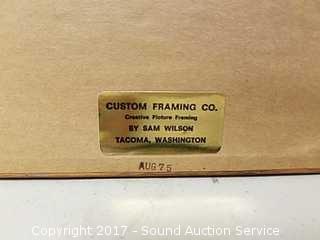 CUSTOM FRAMING CO.
Creative Picture Framing
BY SAM WILSON
TACOMA, WASHINGTON
AUG 75
Copyright 2017 - Sound Auction Service